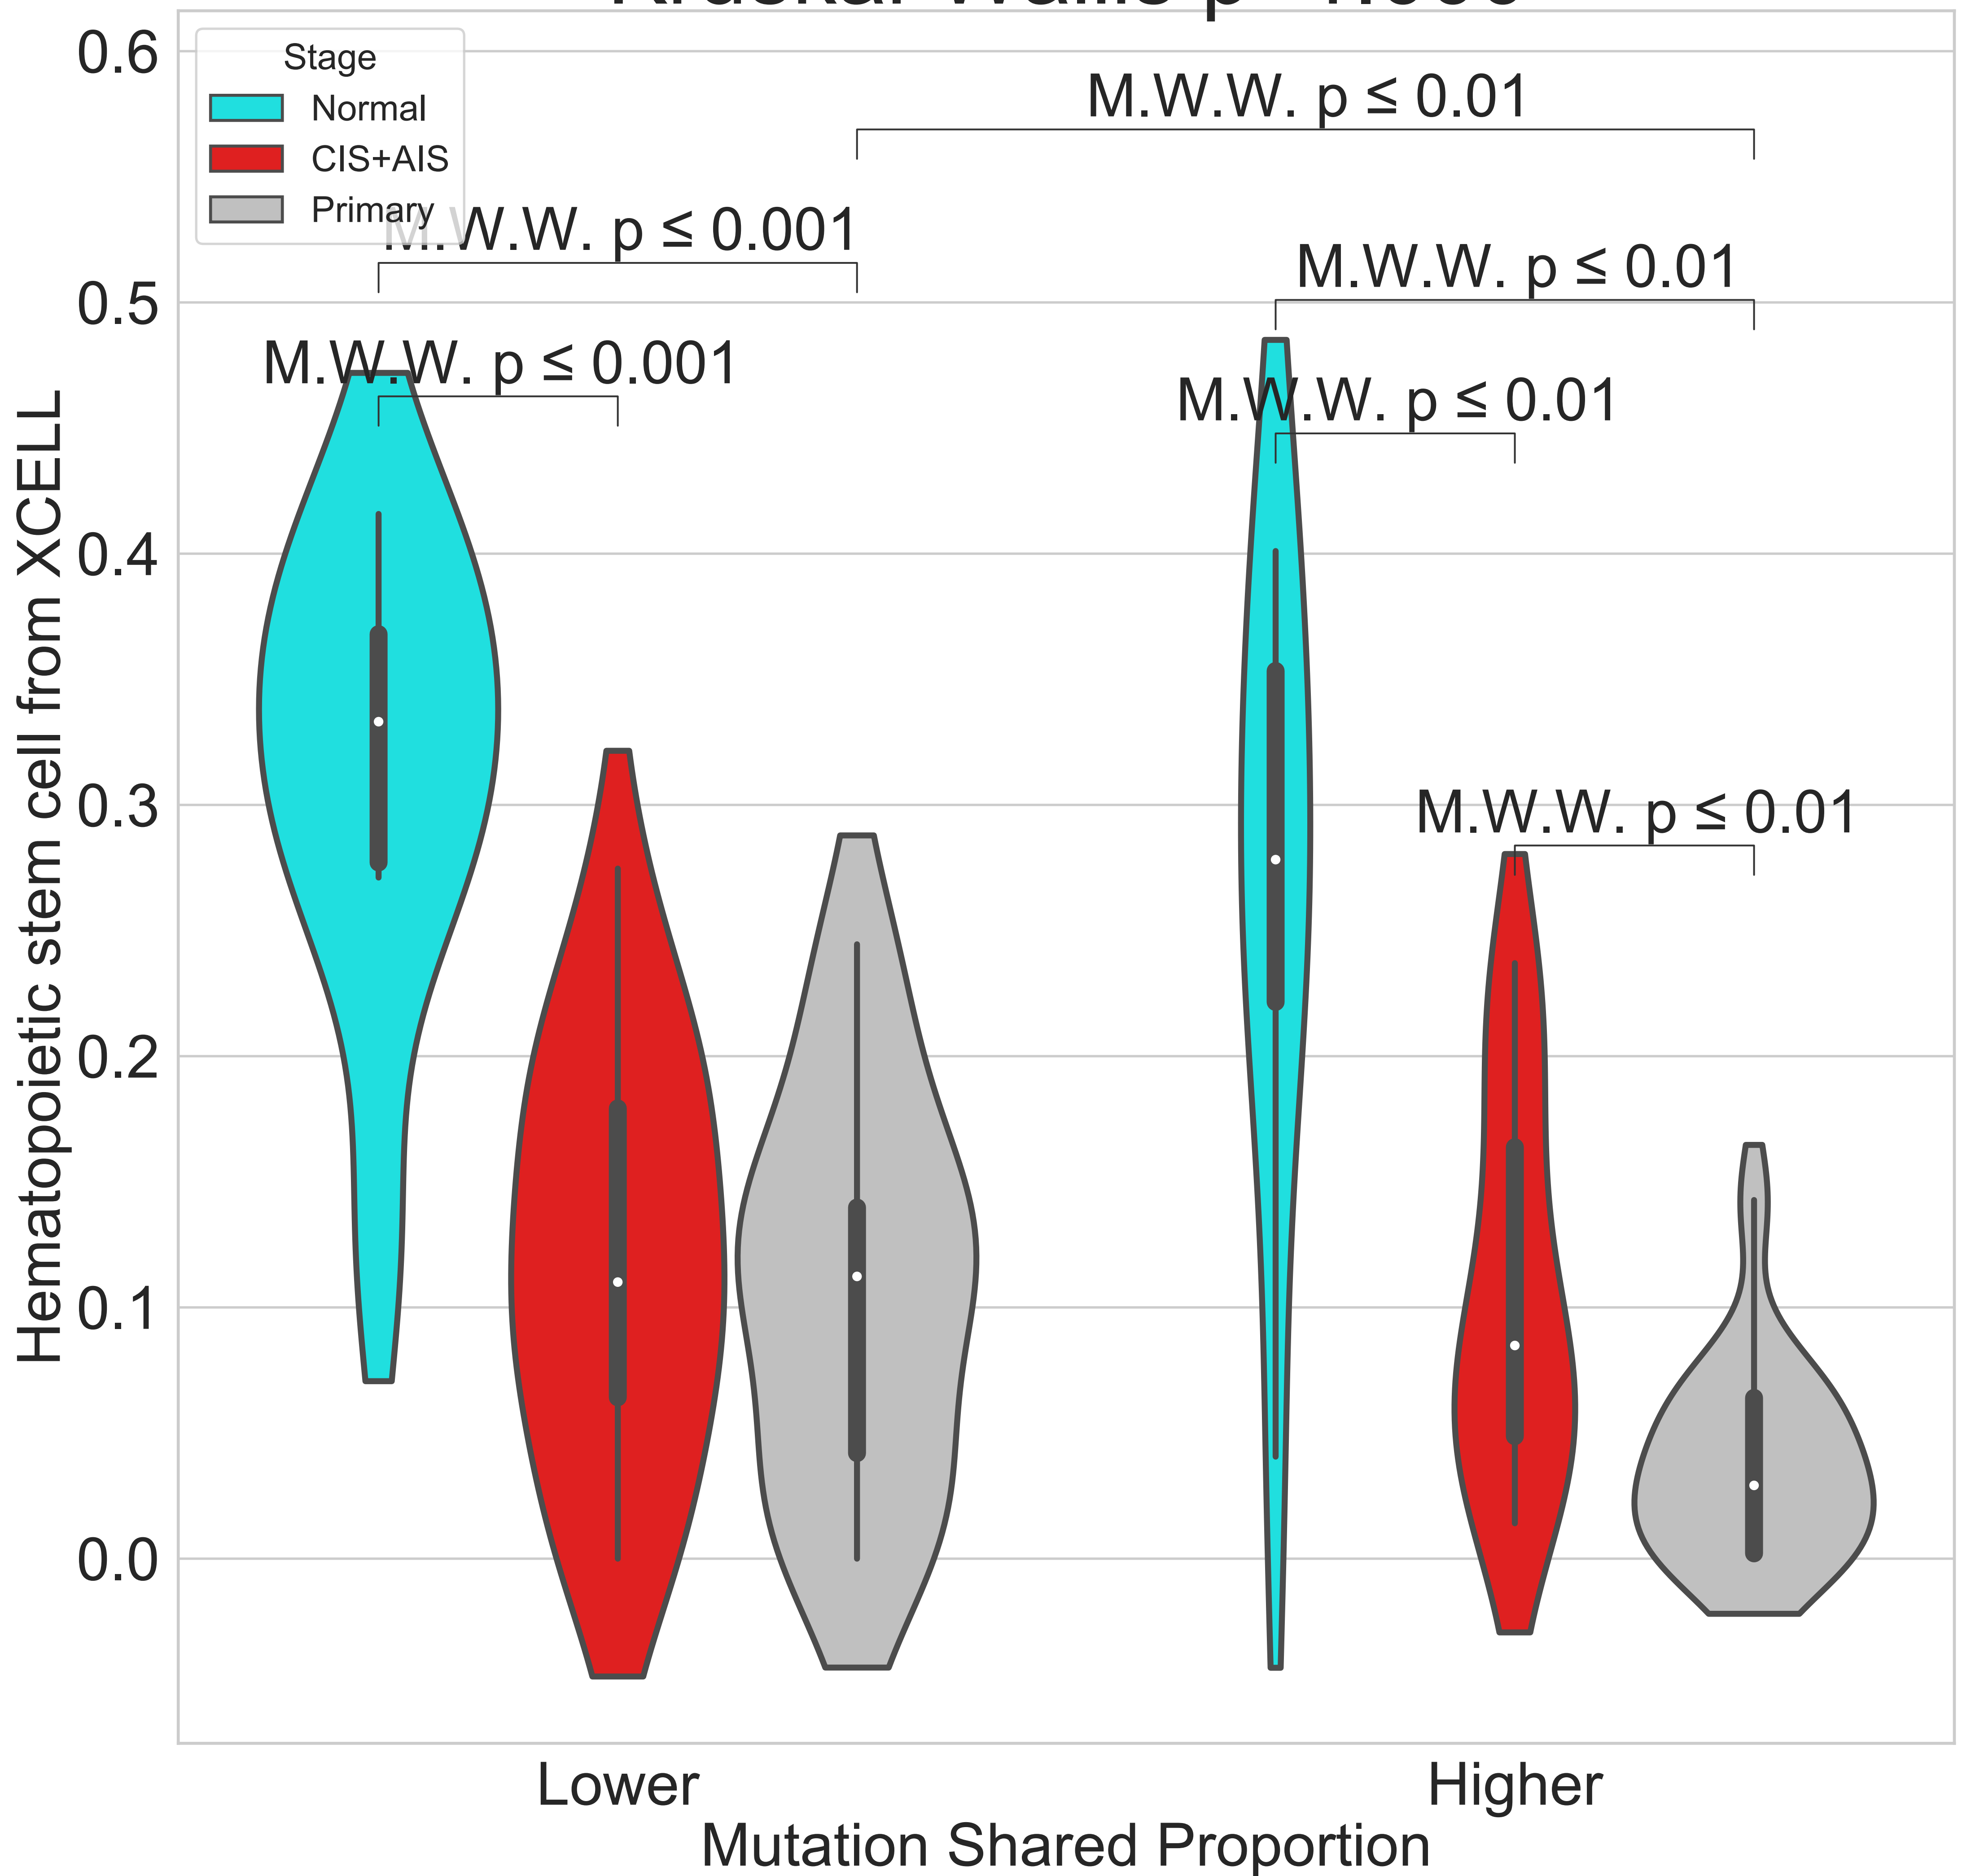 0.6
Stage
Normal
CIS+AIS
Primary
M.W.W. p ≤ 0.01
M.W.W. p ≤ 0.001
M.W.W. p ≤ 0.01
0.5
M.W.W. p ≤ 0.001
M.W.W. p ≤ 0.01
0.4
0.3
M.W.W. p ≤ 0.01
0.2
0.1
0.0
Hematopoietic stem cell from XCELL
Lower
Higher
Mutation Shared Proportion